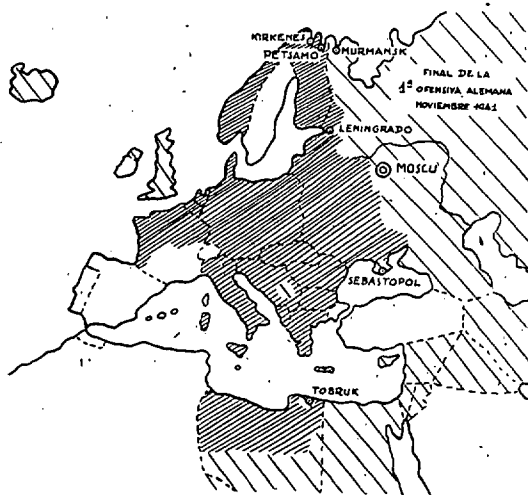 KIRKENES
PETSAMO
MURMANSK
FINAL DE LA
1ª OFENSIVA ALEMANA
NOVIEMBRE 1941
LENINGRADO
MOSCU
SEBASTOPOL
TOBRUK